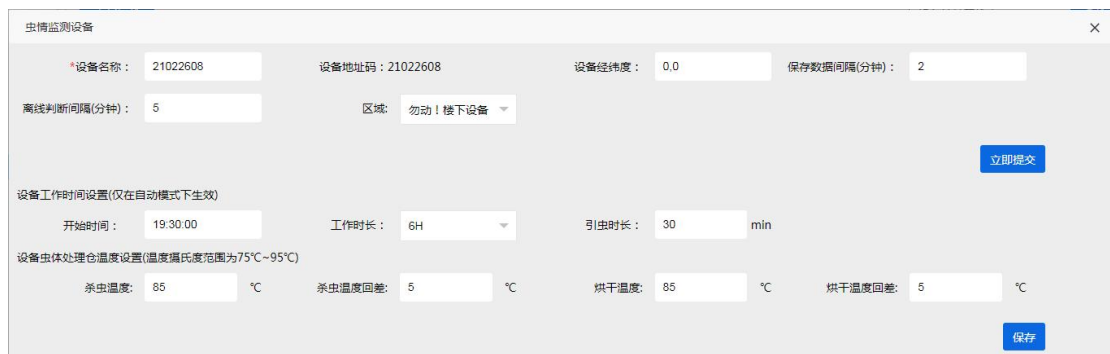 虫情监测设备 ×
*设备名称： 21022608 设备地址码：21022608 设备经纬度： 0,0 保存数据间隔(分钟)： 2
离线判断间隔(分钟)： 5 区域: 勿动！楼下设备
立即提交
设备工作时间设置(仅在自动模式下生效)
开始时间： 19:30:00 工作时长： 6H 引虫时长： 30 min
设备虫体处理仓温度设置(温度摄氏度范围为75℃~95℃)
杀虫温度: 85 ℃ 杀虫温度回差: 5 ℃ 烘干温度: 85 ℃ 烘干温度回差: 5 ℃
保存